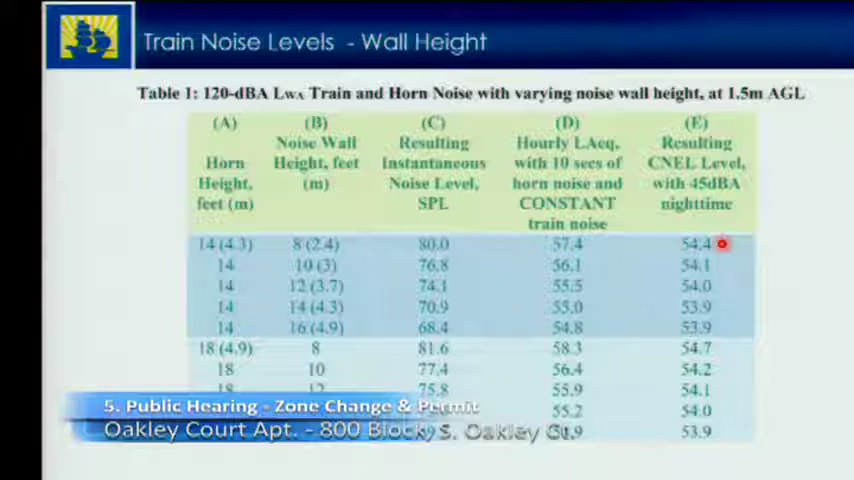 Train Noise Levels - Wall Height
Table 1: 120-dBA LWA Train and Horn Noise with varying noise wall height, at 1.5m AGL
(A) (B) (C) (D) (E)
Noise Wall Resulting Hourly LAeq, Resulting
Horn Height, feet Instantaneous with 10 secs of CNEL Level,
Height, (m) Noise Level, horn noise and with 45dBA
feet (m) SPL CONSTANT nighttime
train noise
14 (4.3) 8 (2.4) 80.0 57.4 54.4
14 10 (3) 76.8 56.1 54.1
14 12 (3.7) 74.1 55.5 54.0
14 14 (4.3) 70.9 55.0 53.9
14 16 (4.9) 68.4 54.8 53.9
18 (4.9) 8 81.6 58.3 54.7
18 10 77.4 56.4 54.2
18 12 75.8 55.9 54.1
55.2 54.0
53.9
5. Public Hearing - Zone Change & Permit
Oakley Court Apt. - 800 Block, S. Oakley Ct.